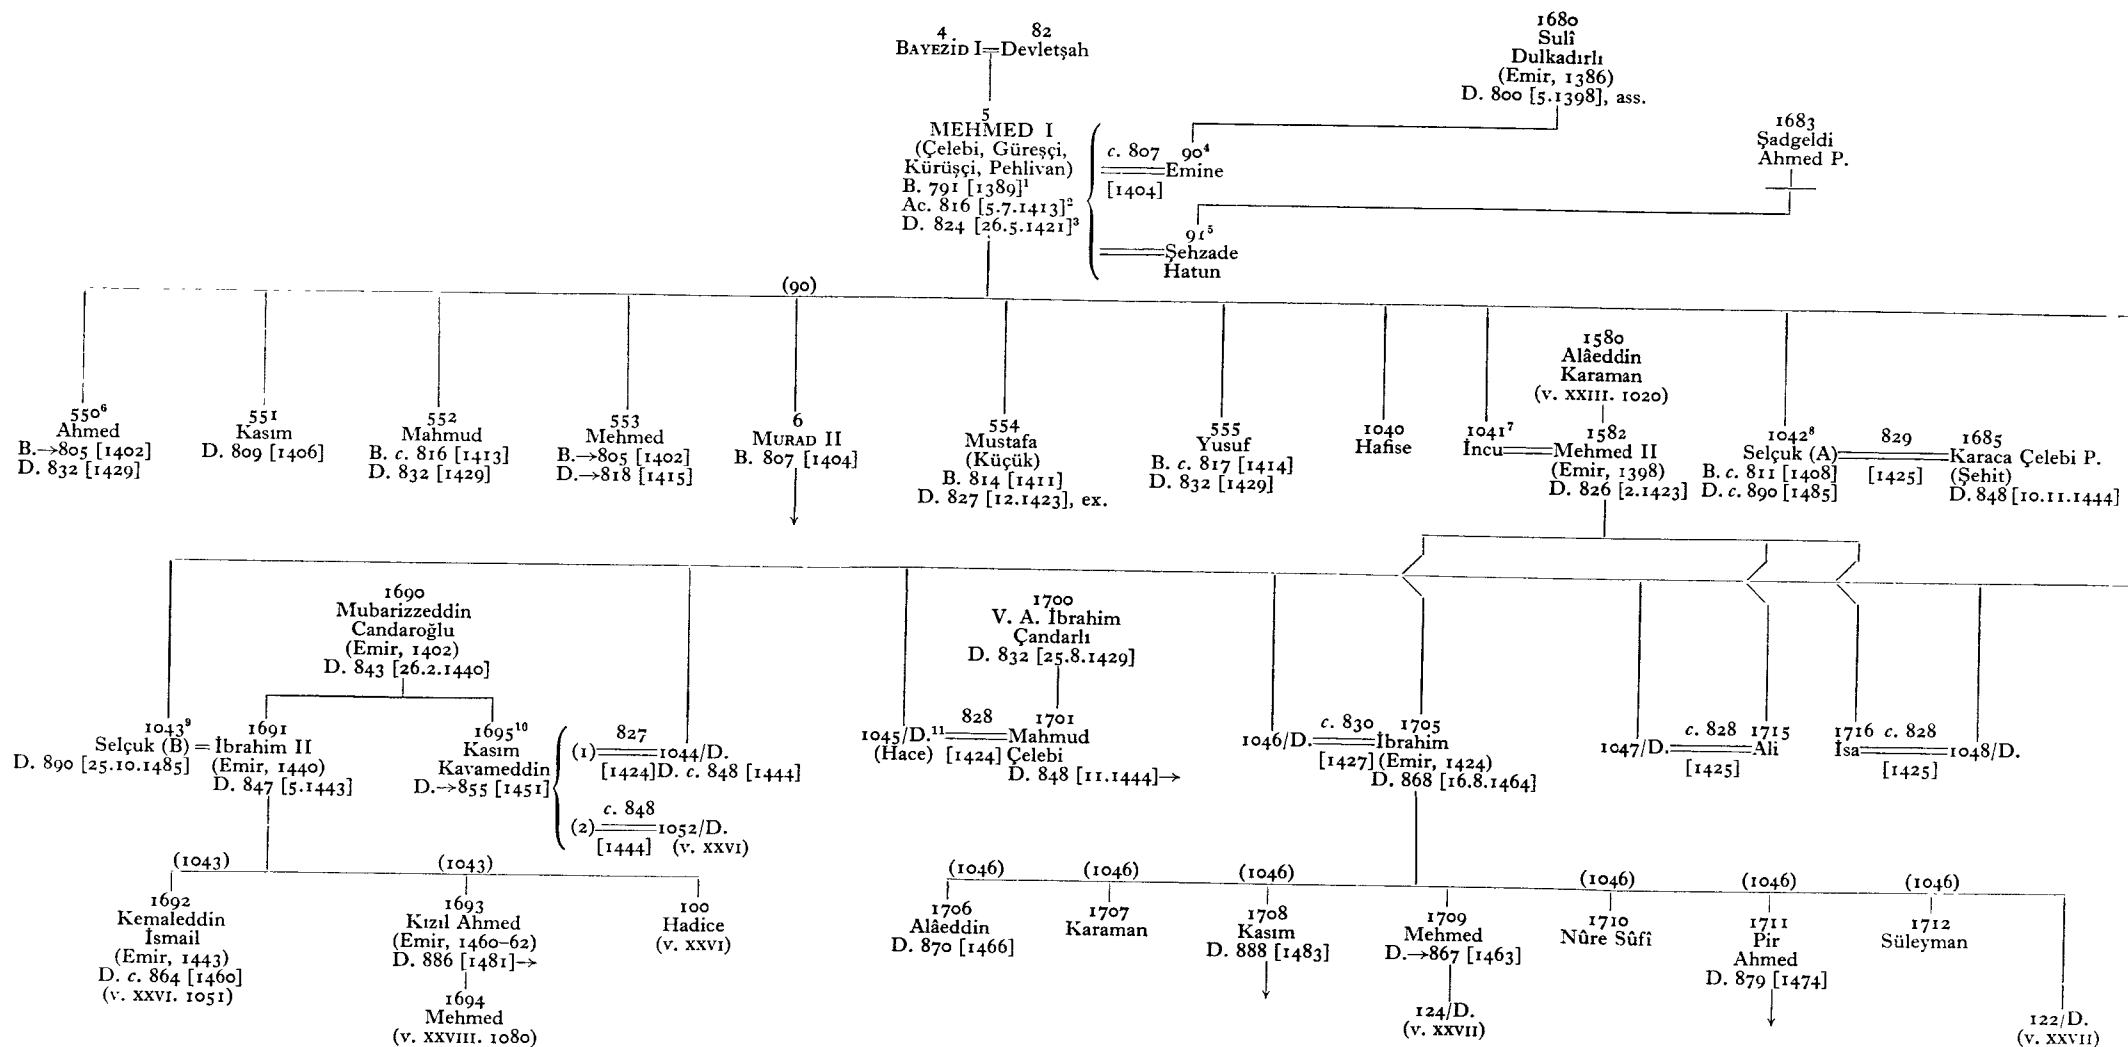 4 82
BAYEZİD I=Devletşah
1680
Sulî
Dulkadırlı
(Emir, 1386)
D. 800 [5.1398], ass.
5
MEHMED I
(Çelebi, Güreşçi,
Kürüşçi, Pehlivan)
B. 791 [1389]¹
Ac. 816 [5.7.1413]²
D. 824 [26.5.1421]³
c. 807 90⁴
Emine
[1404]
1683
Şadgeldi
Ahmed P.
91⁵
Şehzade
Hatun
(90)
550⁶
Ahmed
B.→805 [1402]
D. 832 [1429]
551
Kasım
D. 809 [1406]
552
Mahmud
B. c. 816 [1413]
D. 832 [1429]
553
Mehmed
B.→805 [1402]
D.→818 [1415]
6
MURAD II
B. 807 [1404]
554
Mustafa
(Küçük)
B. 814 [1411]
D. 827 [12.1423], ex.
555
Yusuf
B. c. 817 [1414]
D. 832 [1429]
1040
Hafise
1041⁷
İncu
1580
Alâeddin
Karaman
(v. XXIII. 1020)
1582
Mehmed II
(Emir, 1398)
D. 826 [2.1423]
1042⁸
Selçuk (A)
B. c. 811 [1408]
D. c. 890 [1485]
829
[1425]
1685
Karaca Çelebi P.
(Şehit)
D. 848 [10.11.1444]
1690
Mubarizzeddin
Candaroğlu
(Emir, 1402)
D. 843 [26.2.1440]
1700
V. A. İbrahim
Çandarlı
D. 832 [25.8.1429]
1043⁹
Selçuk (B) =
D. 890 [25.10.1485]
1691
İbrahim II
(Emir, 1440)
D. 847 [5.1443]
1695¹⁰
Kasım
Kavameddin
D.→855 [1451]
827
(1) 1044/D.
[1424] D. c. 848 [1444]
c. 848
(2) 1052/D.
[1444] (v. XXVI)
1045/D.¹¹
(Hace)
828
[1424]
1701
Mahmud
Çelebi
D. 848 [11.1444]→
1046/D.
c. 830
[1427]
1705
İbrahim
(Emir, 1424)
D. 868 [16.8.1464]
1047/D.
c. 828
[1425]
1715
Ali
1716
İsa
c. 828
[1425]
1048/D.
(1043) (1043)
1692
Kemaleddin
İsmail
(Emir, 1443)
D. c. 864 [1460]
(v. XXVI. 1051)
1693
Kızıl Ahmed
(Emir, 1460–62)
D. 886 [1481]→
1694
Mehmed
(v. XXVIII. 1080)
100
Hadice
(v. XXVI)
(1046) (1046) (1046) (1046) (1046) (1046)
1706
Alâeddin
D. 870 [1466]
1707
Karaman
1708
Kasım
D. 888 [1483]
1709
Mehmed
D.→867 [1463]
124/D.
(v. XXVII)
1710
Nûre Sûfî
1711
Pir
Ahmed
D. 879 [1474]
1712
Süleyman
122/D.
(v. XXVII)